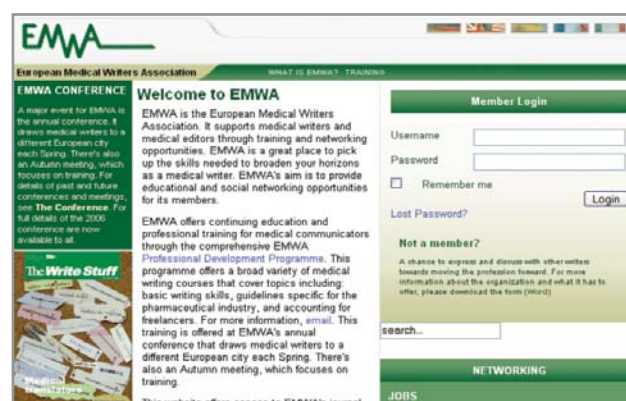 EMWA
European Medical Writers Association
WHAT IS EMWA? TRAINING
EMWA CONFERENCE
A major event for EMWA is
the annual conference. It
draws medical writers to a
different European city
each Spring. There's also
an Autumn meeting, which
focuses on training. For
details of past and future
conferences and meetings,
see The Conference. For
full details of the 2006
conference are now
available to all.
The Write Stuff
Medical
translators
Welcome to EMWA
EMWA is the European Medical Writers
Association. It supports medical writers and
medical editors through training and networking
opportunities. EMWA is a great place to pick
up the skills needed to broaden your horizons
as a medical writer. EMWA's aim is to provide
educational and social networking opportunities
for its members.
EMWA offers continuing education and
professional training for medical communicators
through the comprehensive EMWA
Professional Development Programme. This
programme offers a broad variety of medical
writing courses that cover topics including:
basic writing skills, guidelines specific for the
pharmaceutical industry, and accounting for
freelancers. For more information, email. This
training is offered at EMWA's annual
conference that draws medical writers to a
different European city each Spring. There's
also an Autumn meeting, which focuses on
training.
This website offers access to EMWA's journal
Member Login
Username
Password
Remember me
Login
Lost Password?
Not a member?
A chance to express and discuss with other writers
towards moving the profession forward. For more
information about the organization and what it has to
offer, please download the form (Word)
search...
NETWORKING
JOBS